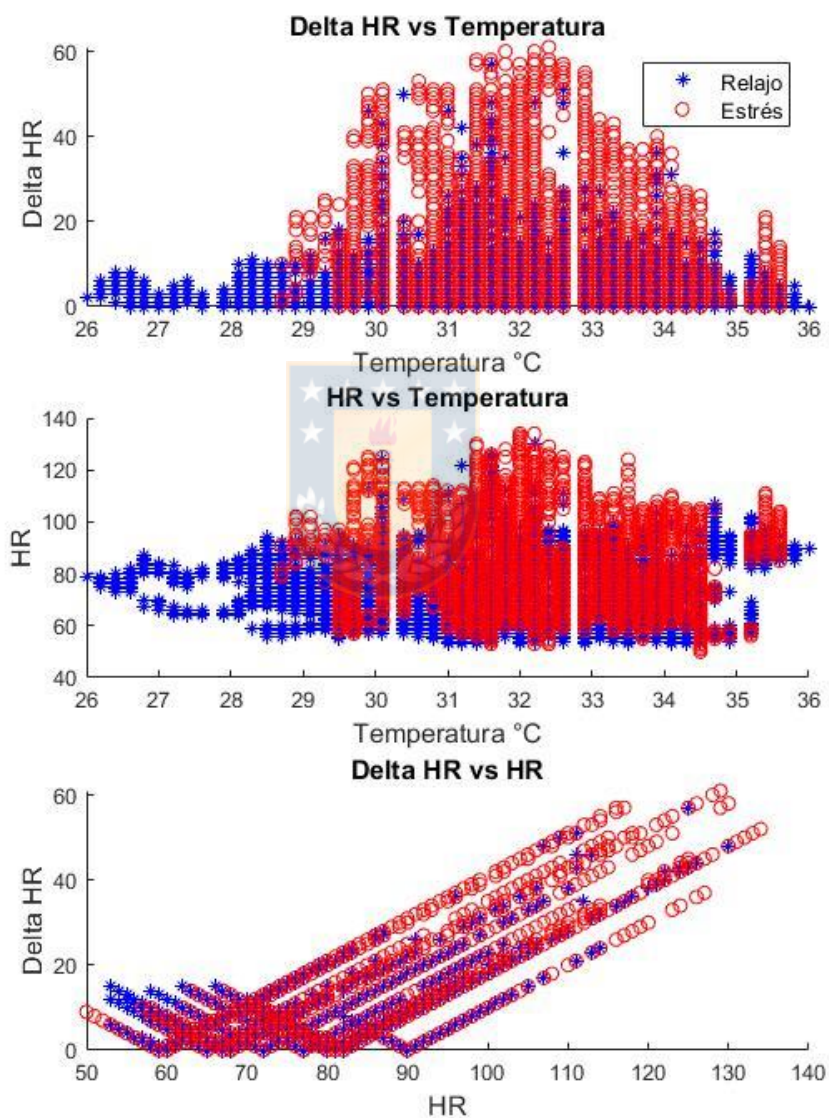 Delta HR vs Temperatura
60
40
20
0
Delta HR
Relajo
Estrés
26 27 28 29 30 31 32 33 34 35 36
Temperatura °C
HR vs Temperatura
140
120
100
80
60
40
HR
26 27 28 29 30 31 32 33 34 35 36
Temperatura °C
Delta HR vs HR
60
40
20
0
Delta HR
50 60 70 80 90 100 110 120 130 140
HR